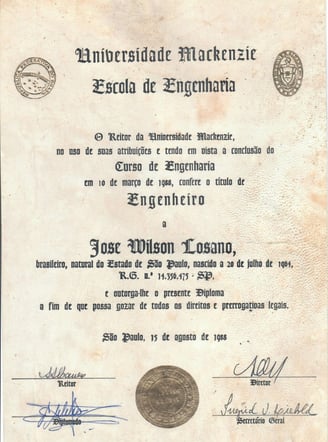 Universidade Mackenzie
Escola de Engenharia
O Reitor da Universidade Mackenzie,
no uso de suas atribuições e tendo em vista a conclusão do
Curso de Engenharia
em 10 de março de 1988, confere o título de
Engenheiro
a
Jose Wilson Losano,
brasileiro, natural do Estado de São Paulo, nascido a 20 de julho de 1964,
R.G. n.º 14.350.475 - SP,
e outorga-lhe o presente Diploma
a fim de que possa gozar de todos os direitos e prerrogativas legais.
São Paulo, 15 de agosto de 1988
Reitor
Diretor
Diplomado
Secretário Geral